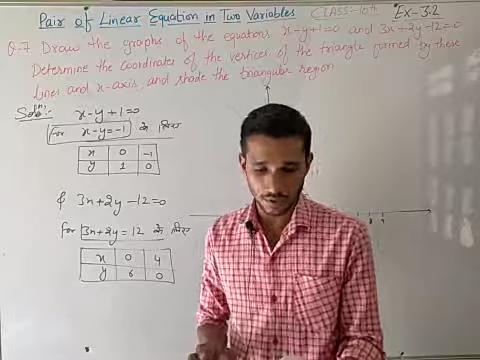 Pair of Linear Equation in Two Variables CLASS-10th Ex-3.2
Q.7 Draw the graphs of the equations x-y+1=0 and 3x+2y-12=0
Determine the coordinates of the vertices of the triangle formed by these
lines and x-axis, and shade the triangular region
Soln: x-y+1=0
for x-y=-1 के लिए
x 0 -1
y 1 0
& 3x+2y-12=0
for 3x+2y=12 के लिए
x 0 4
y 6 0